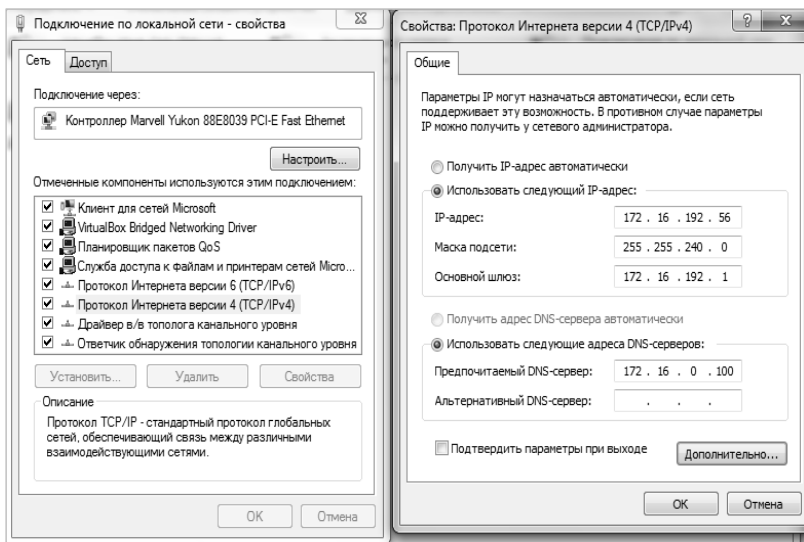 Подключение по локальной сети - свойства
Сеть
Доступ
Подключение через:
Контроллер Marvell Yukon 88E8039 PCI-E Fast Ethernet
Настроить...
Отмеченные компоненты используются этим подключением:
Клиент для сетей Microsoft
VirtualBox Bridged Networking Driver
Планировщик пакетов QoS
Служба доступа к файлам и принтерам сетей Micro...
Протокол Интернета версии 6 (TCP/IPv6)
Протокол Интернета версии 4 (TCP/IPv4)
Драйвер в/в тополога канального уровня
Ответчик обнаружения топологии канального уровня
Установить...
Удалить
Свойства
Описание
Протокол TCP/IP - стандартный протокол глобальных
сетей, обеспечивающий связь между различными
взаимодействующими сетями.
OK
Отмена
Свойства: Протокол Интернета версии 4 (TCP/IPv4)
Общие
Параметры IP могут назначаться автоматически, если сеть
поддерживает эту возможность. В противном случае параметры
IP можно получить у сетевого администратора.
Получить IP-адрес автоматически
Использовать следующий IP-адрес:
IP-адрес: 172 . 16 . 192 . 56
Маска подсети: 255 . 255 . 240 . 0
Основной шлюз: 172 . 16 . 192 . 1
Получить адрес DNS-сервера автоматически
Использовать следующие адреса DNS-серверов:
Предпочитаемый DNS-сервер: 172 . 16 . 0 . 100
Альтернативный DNS-сервер: . . .
Подтвердить параметры при выходе
Дополнительно...
OK
Отмена